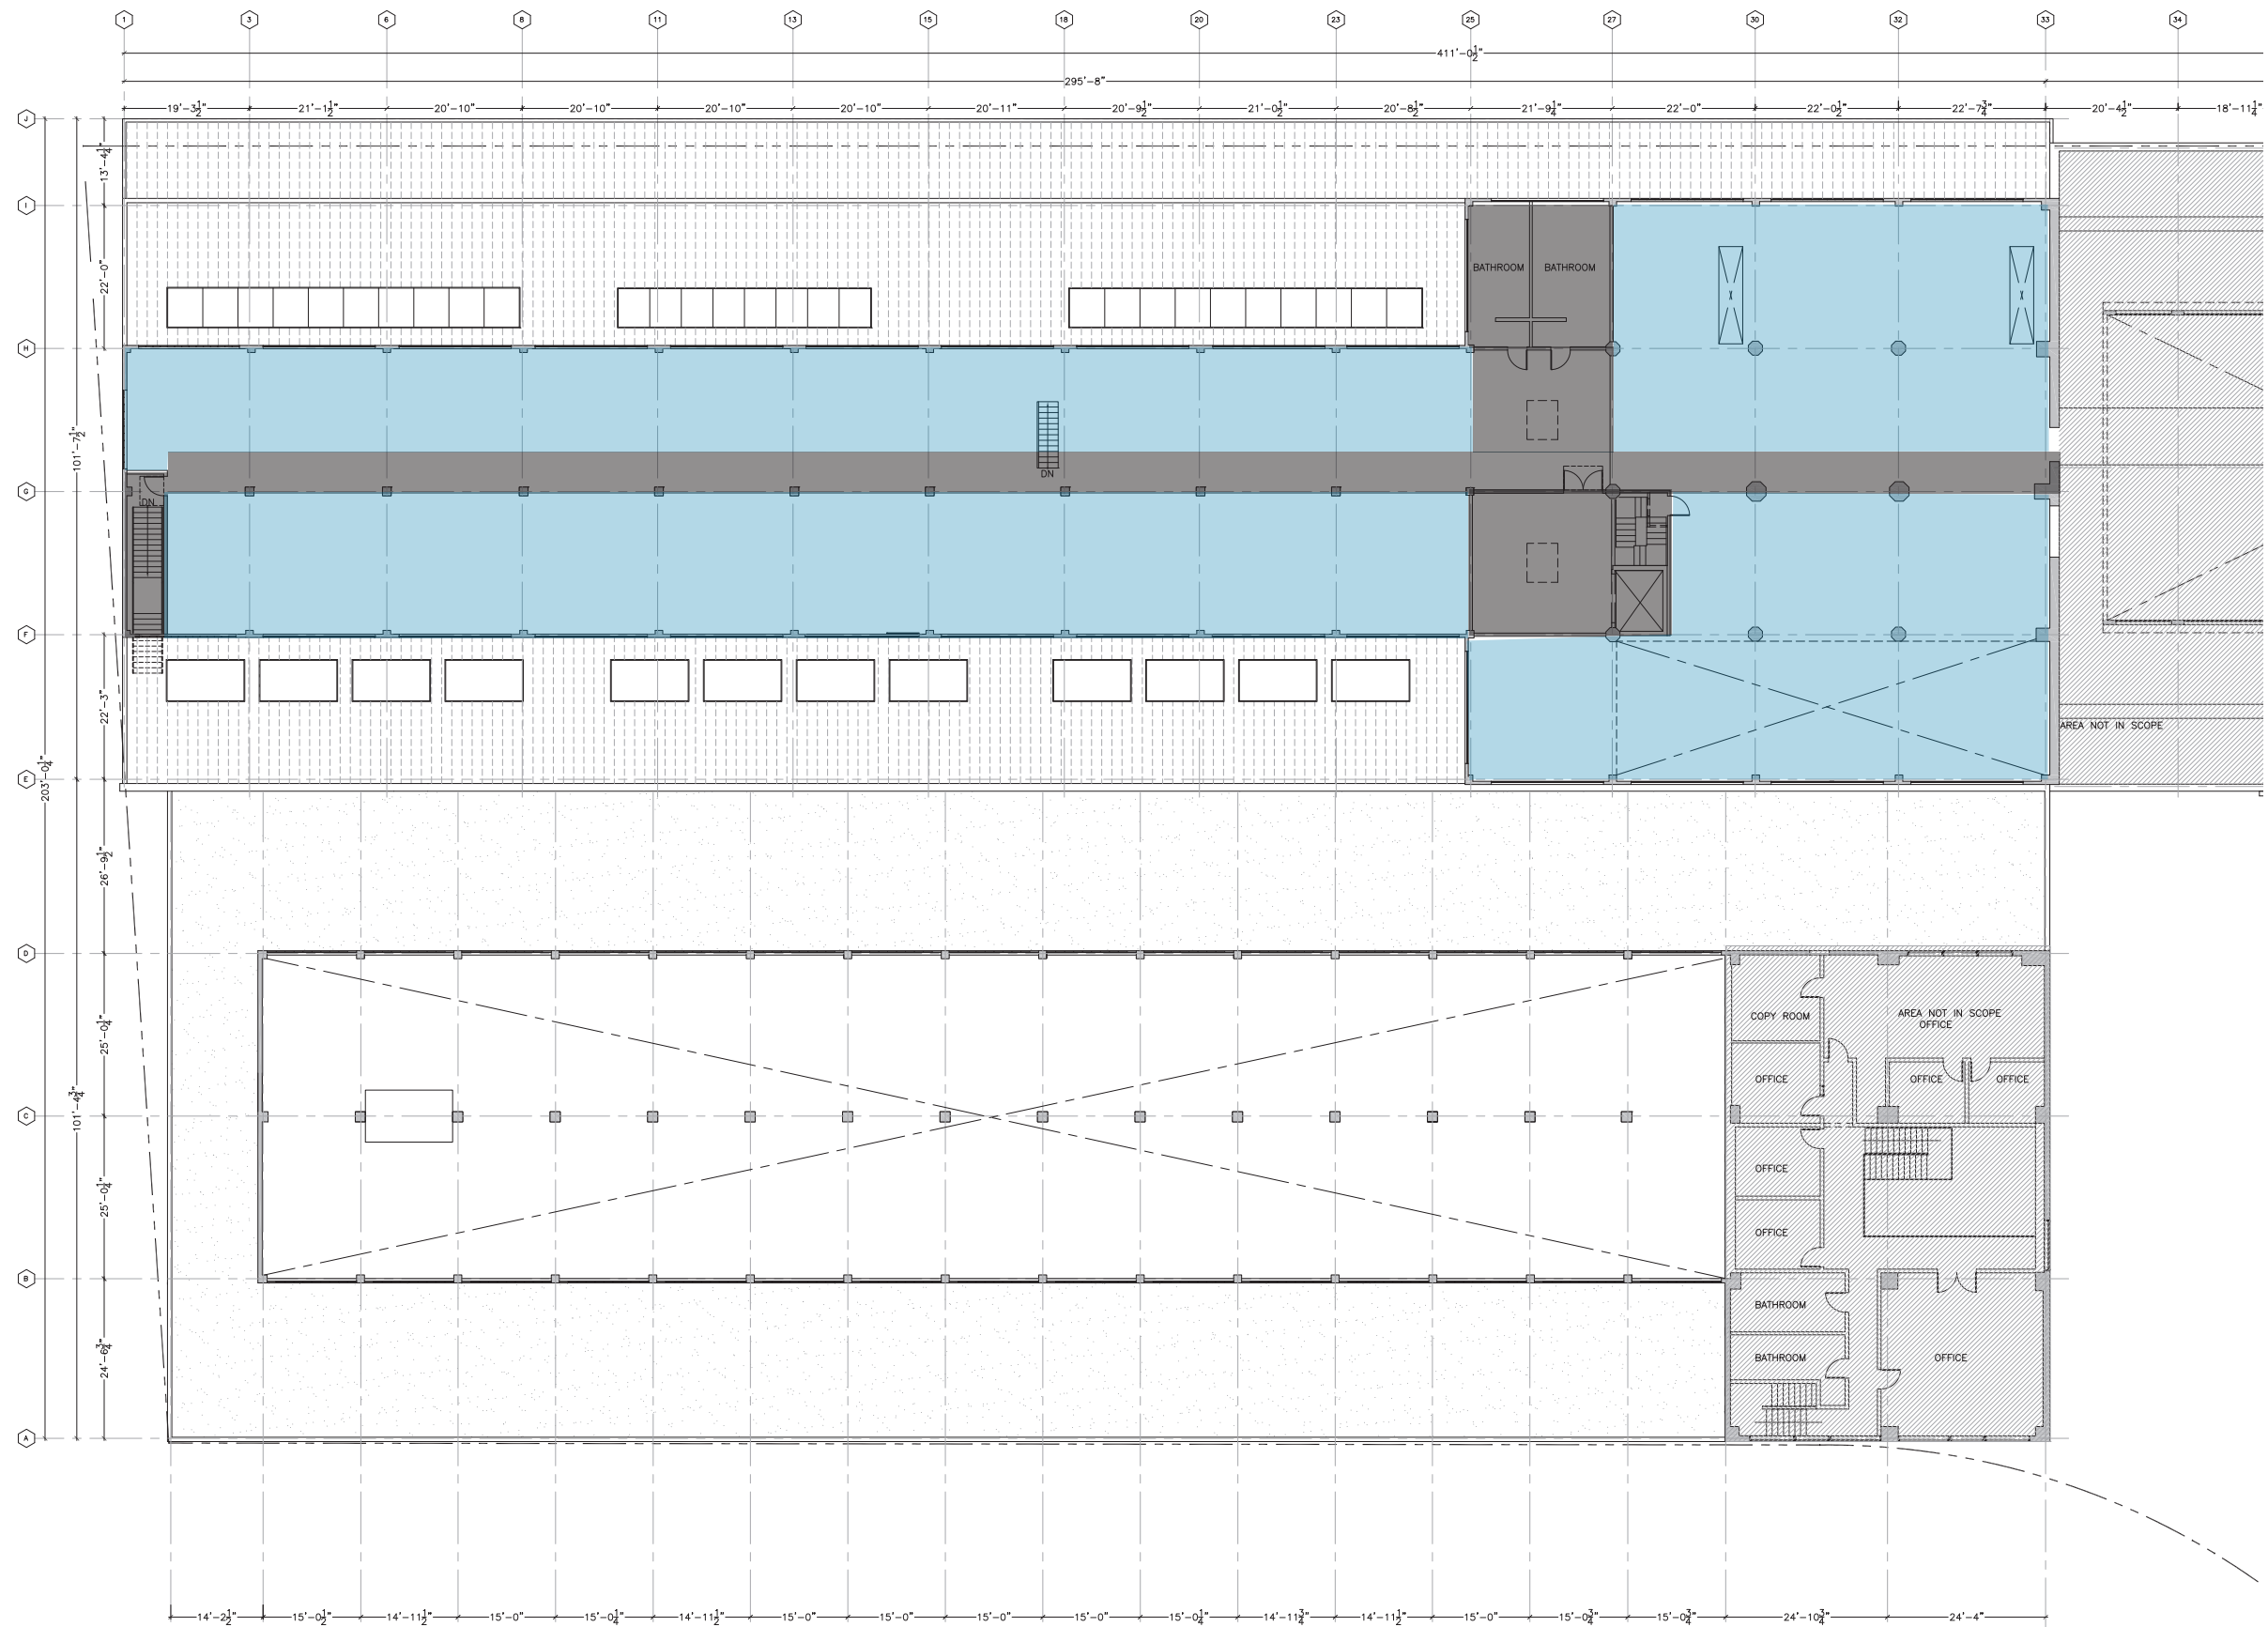 1 3 6 8 11 13 15 18 20 23 25 27 30 32 33 34
411'-0½"
295'-8"
19'-3½" 21'-1½" 20'-10" 20'-10" 20'-10" 20'-10" 20'-11" 20'-9½" 21'-0½" 20'-8½" 21'-9¼" 22'-0" 22'-0½" 22'-7¾" 20'-4½" 18'-11¼"
J
13'-4¼"
I
22'-0"
BATHROOM BATHROOM
H
101'-7½"
DN
G
DN
F
22'-3"
AREA NOT IN SCOPE
E
203'-0¼"
26'-9½"
D
COPY ROOM
AREA NOT IN SCOPE
OFFICE
25'-0¼"
OFFICE OFFICE OFFICE
101'-4¾"
C
OFFICE
25'-0¼"
OFFICE
B
BATHROOM
24'-6¾"
BATHROOM OFFICE
A
14'-2½" 15'-0½" 14'-11½" 15'-0" 15'-0¼" 14'-11½" 15'-0" 15'-0" 15'-0" 15'-0" 15'-0¼" 14'-11¾" 14'-11½" 15'-0" 15'-0¾" 15'-0¾" 24'-10¾" 24'-4"